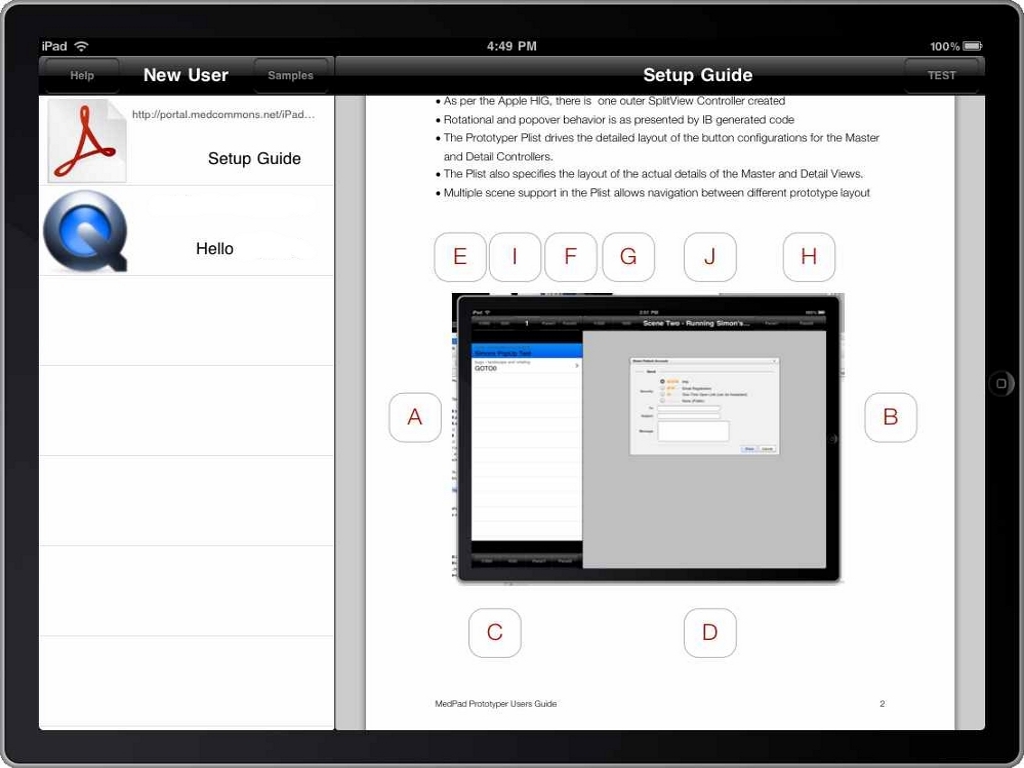 iPad
4:49 PM
100%
Help
New User
Samples
Setup Guide
TEST
http://portal.medcommons.net/iPad...
Setup Guide
Hello
• As per the Apple HIG, there is one outer SplitView Controller created
• Rotational and popover behavior is as presented by IB generated code
• The Prototyper Plist drives the detailed layout of the button configurations for the Master
and Detail Controllers.
• The Plist also specifies the layout of the actual details of the Master and Detail Views.
• Multiple scene support in the Plist allows navigation between different prototype layout
E I F G J H
iPad
2:51 PM
1
Scene Two - Running Simon's...
GOTO0
A
B
C
D
MedPad Prototyper Users Guide
2